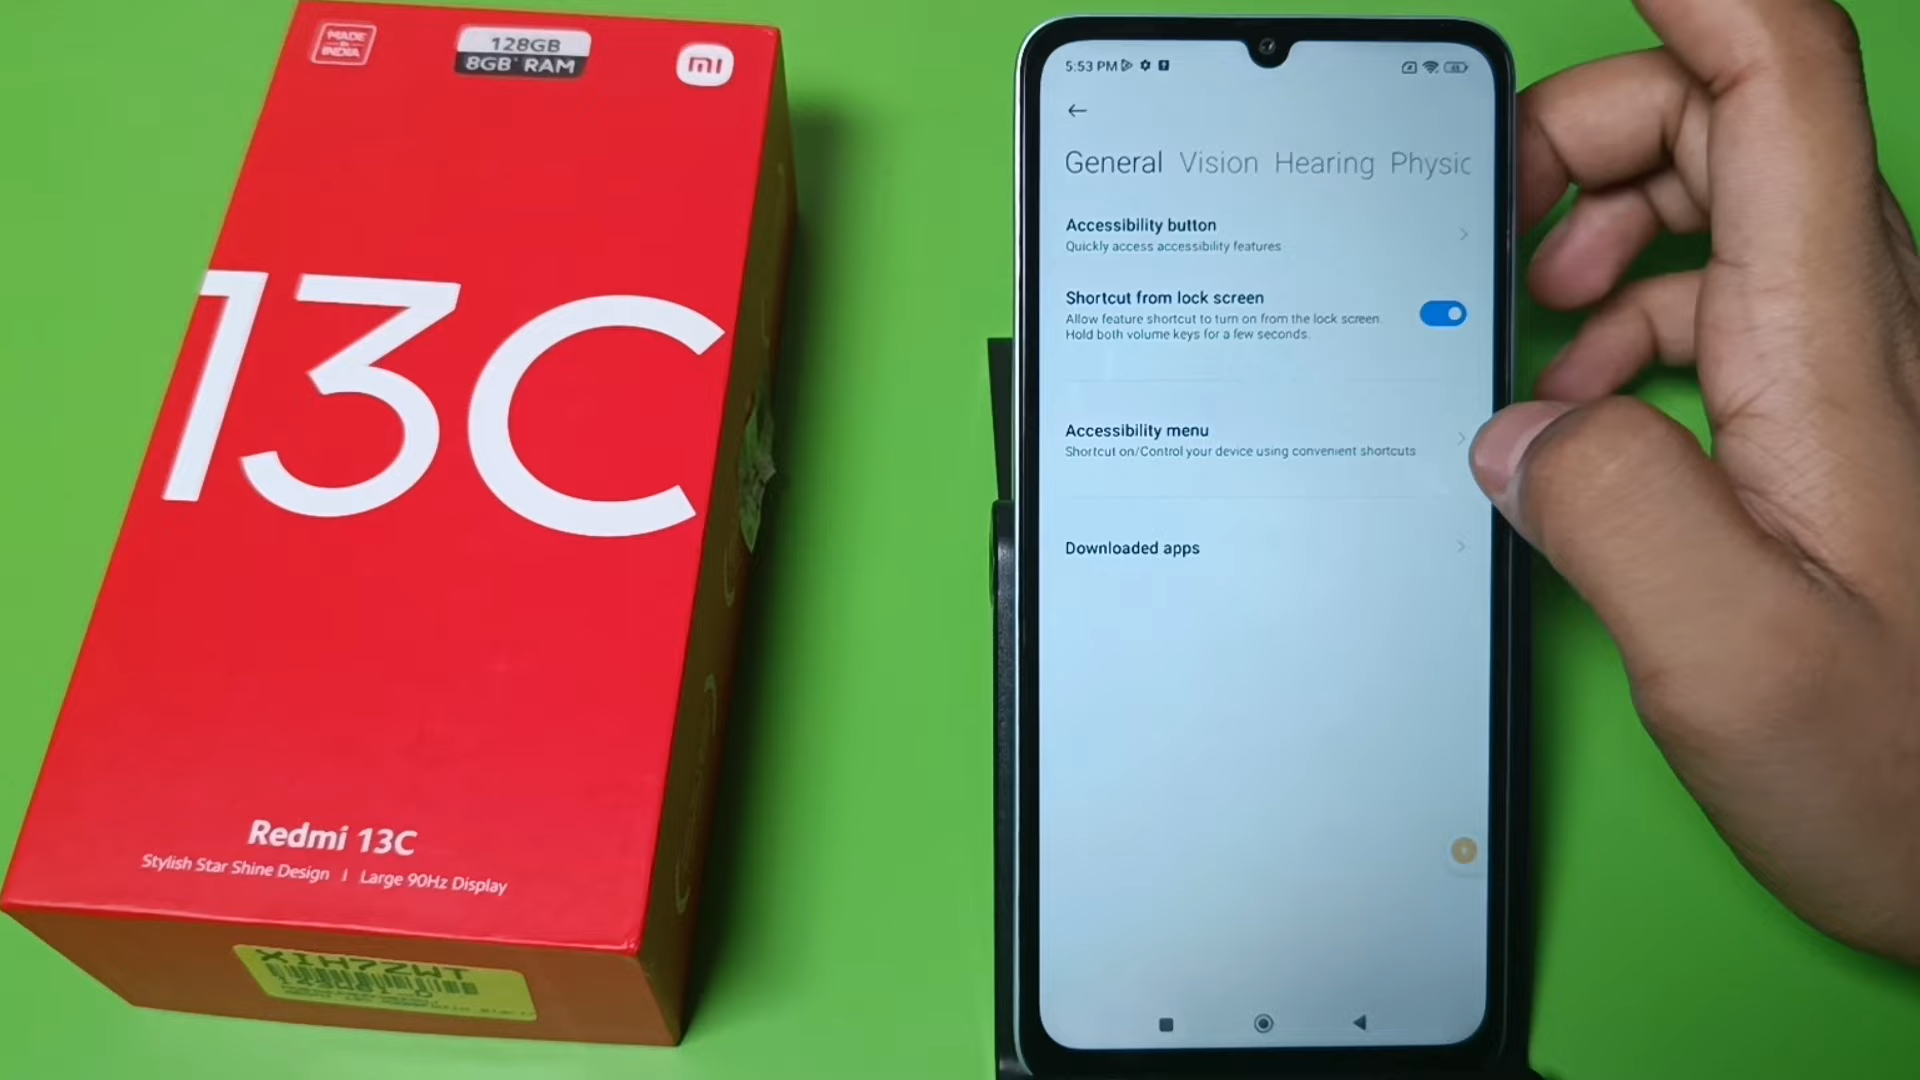 MADE
IN
INDIA
128GB
8GB* RAM
mi
13C
Redmi 13C
Stylish Star Shine Design | Large 90Hz Display
XIH7ZWT
5:53 PM
General Vision Hearing Physic
Accessibility button
Quickly access accessibility features
Shortcut from lock screen
Allow feature shortcut to turn on from the lock screen.
Hold both volume keys for a few seconds.
Accessibility menu
Shortcut on/Control your device using convenient shortcuts
Downloaded apps